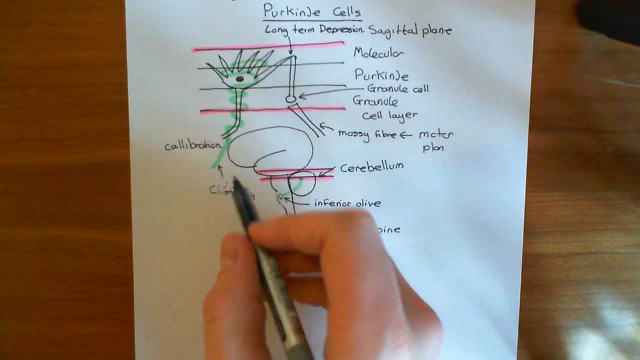 Purkinje Cells
Long term Depression. Sagittal plane
Molecular
Purkinje
Granule cell
Granule
cell layer
mossy fibre ← motor
plan
callibration
Cerebellum
inferior olive